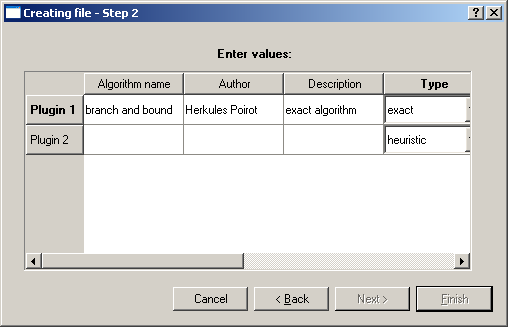 Creating file - Step 2
Enter values:
Algorithm name Author Description Type
Plugin 1 branch and bound Herkules Poirot exact algorithm exact
Plugin 2 heuristic
Cancel < Back Next > Finish